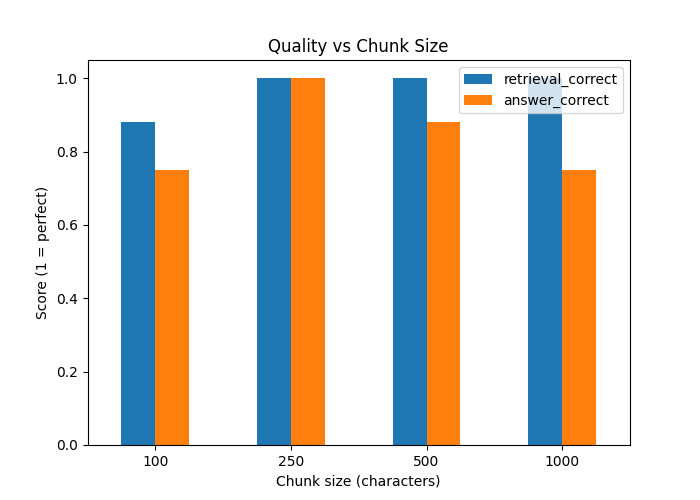 Quality vs Chunk Size
retrieval_correct
answer_correct
Score (1 = perfect)
1.0
0.8
0.6
0.4
0.2
0.0
100 250 500 1000
Chunk size (characters)